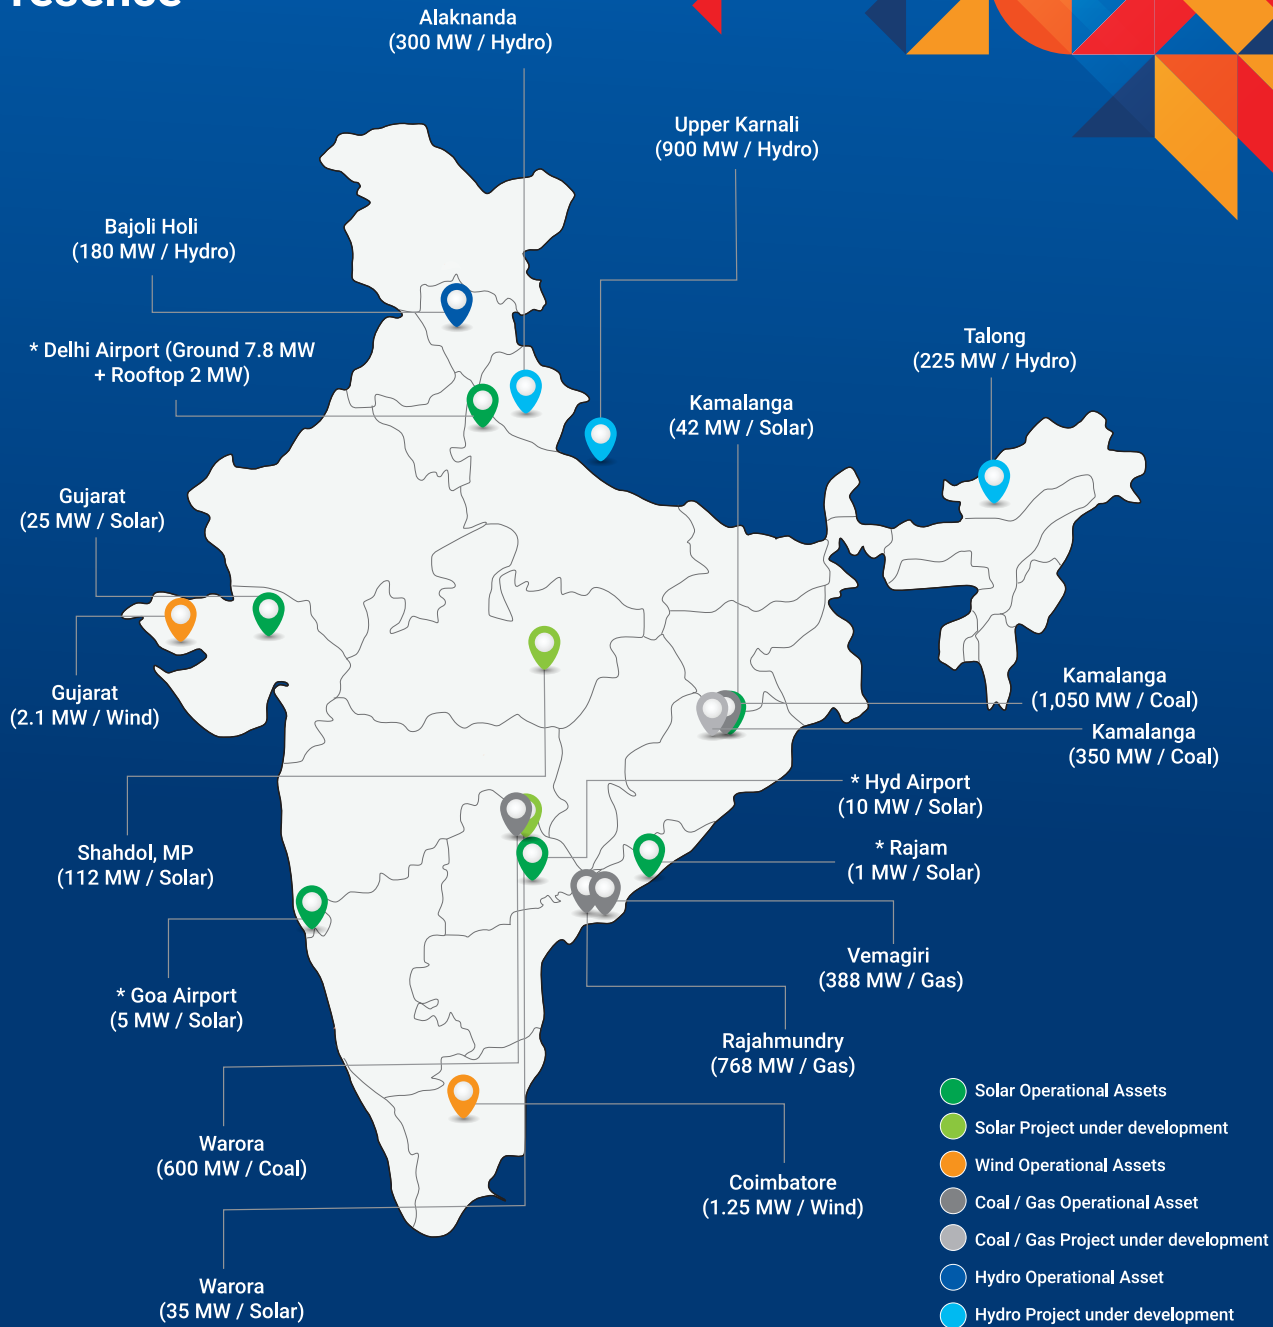 Alaknanda
(300 MW / Hydro)
Upper Karnali
(900 MW / Hydro)
Bajoli Holi
(180 MW / Hydro)
* Delhi Airport (Ground 7.8 MW
+ Rooftop 2 MW)
Talong
(225 MW / Hydro)
Kamalanga
(42 MW / Solar)
Gujarat
(25 MW / Solar)
Gujarat
(2.1 MW / Wind)
Kamalanga
(1,050 MW / Coal)
Kamalanga
(350 MW / Coal)
* Hyd Airport
(10 MW / Solar)
Shahdol, MP
(112 MW / Solar)
* Rajam
(1 MW / Solar)
Vemagiri
(388 MW / Gas)
* Goa Airport
(5 MW / Solar)
Rajahmundry
(768 MW / Gas)
Warora
(600 MW / Coal)
Coimbatore
(1.25 MW / Wind)
Warora
(35 MW / Solar)
Solar Operational Assets
Solar Project under development
Wind Operational Assets
Coal / Gas Operational Asset
Coal / Gas Project under development
Hydro Operational Asset
Hydro Project under development